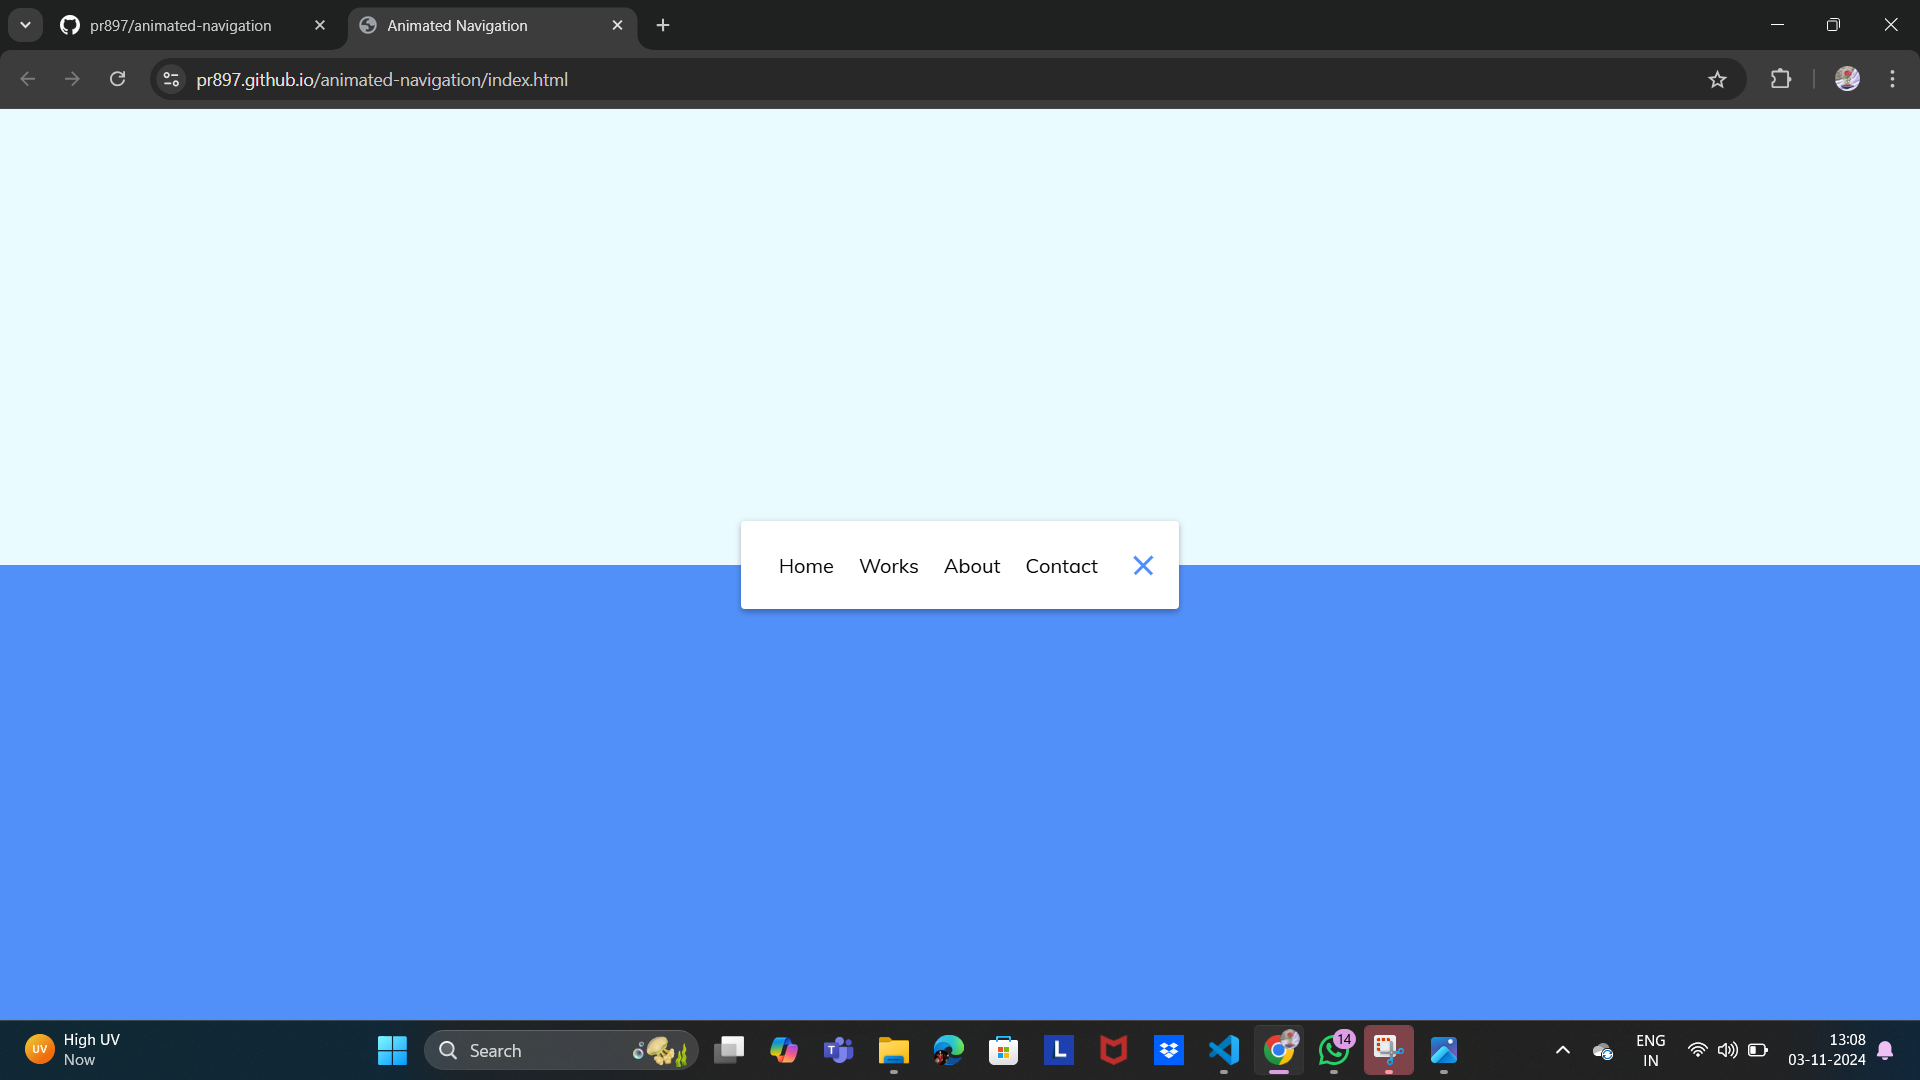 pr897/animated-navigation
Animated Navigation
pr897.github.io/animated-navigation/index.html
Home Works About Contact
UV
High UV
Now
Search
T
L
14
ENG
IN
13:08
03-11-2024